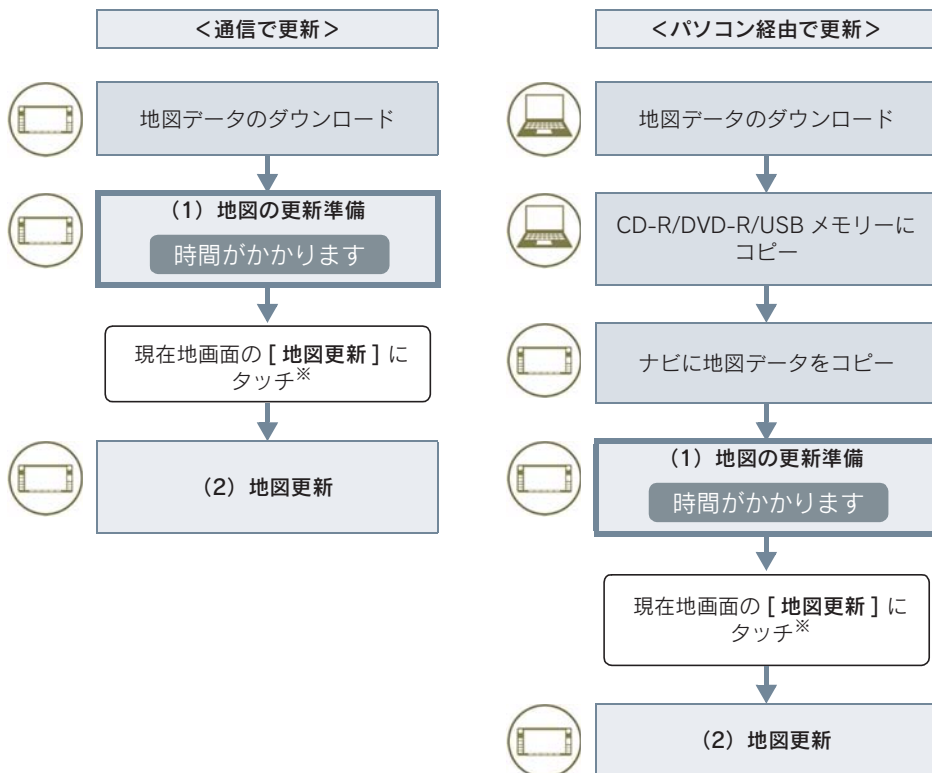 ＜通信で更新＞
地図データのダウンロード
（1）地図の更新準備
時間がかかります
現在地画面の [ 地図更新 ] に
タッチ※
（2）地図更新
＜パソコン経由で更新＞
地図データのダウンロード
CD-R/DVD-R/USB メモリーに
コピー
ナビに地図データをコピー
（1）地図の更新準備
時間がかかります
現在地画面の [ 地図更新 ] に
タッチ※
（2）地図更新